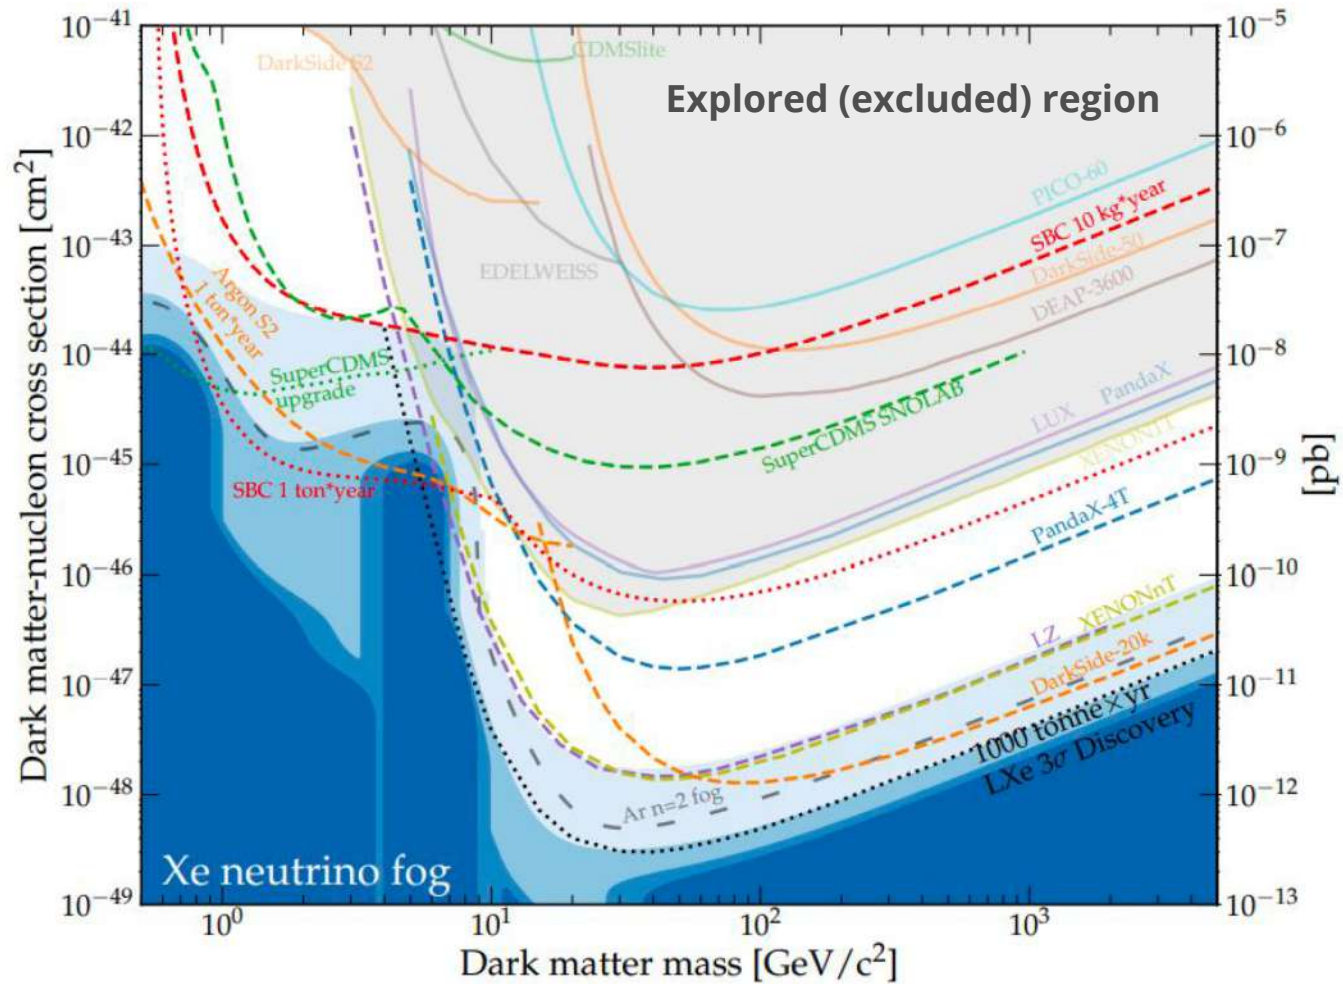 10⁻⁴¹
10⁻⁴²
10⁻⁴³
10⁻⁴⁴
10⁻⁴⁵
10⁻⁴⁶
10⁻⁴⁷
10⁻⁴⁸
10⁻⁴⁹
Dark matter-nucleon cross section [cm²]
DarkSide S2
CDMSlite
Explored (excluded) region
PICO-60
SBC 10 kg*year
DarkSide-50
DEAP-3600
EDELWEISS
Argon S2
1 ton*year
SuperCDMS
upgrade
SuperCDMS SNOLAB
LUX
PandaX
XENON1T
SBC 1 ton*year
PandaX-4T
LZ
XENONnT
DarkSide-20k
1000 tonne×yr
LXe 3σ Discovery
Ar n=2 fog
Xe neutrino fog
10⁰
10¹
10²
10³
Dark matter mass [GeV/c²]
10⁻⁵
10⁻⁶
10⁻⁷
10⁻⁸
10⁻⁹
10⁻¹⁰
10⁻¹¹
10⁻¹²
10⁻¹³
[pb]